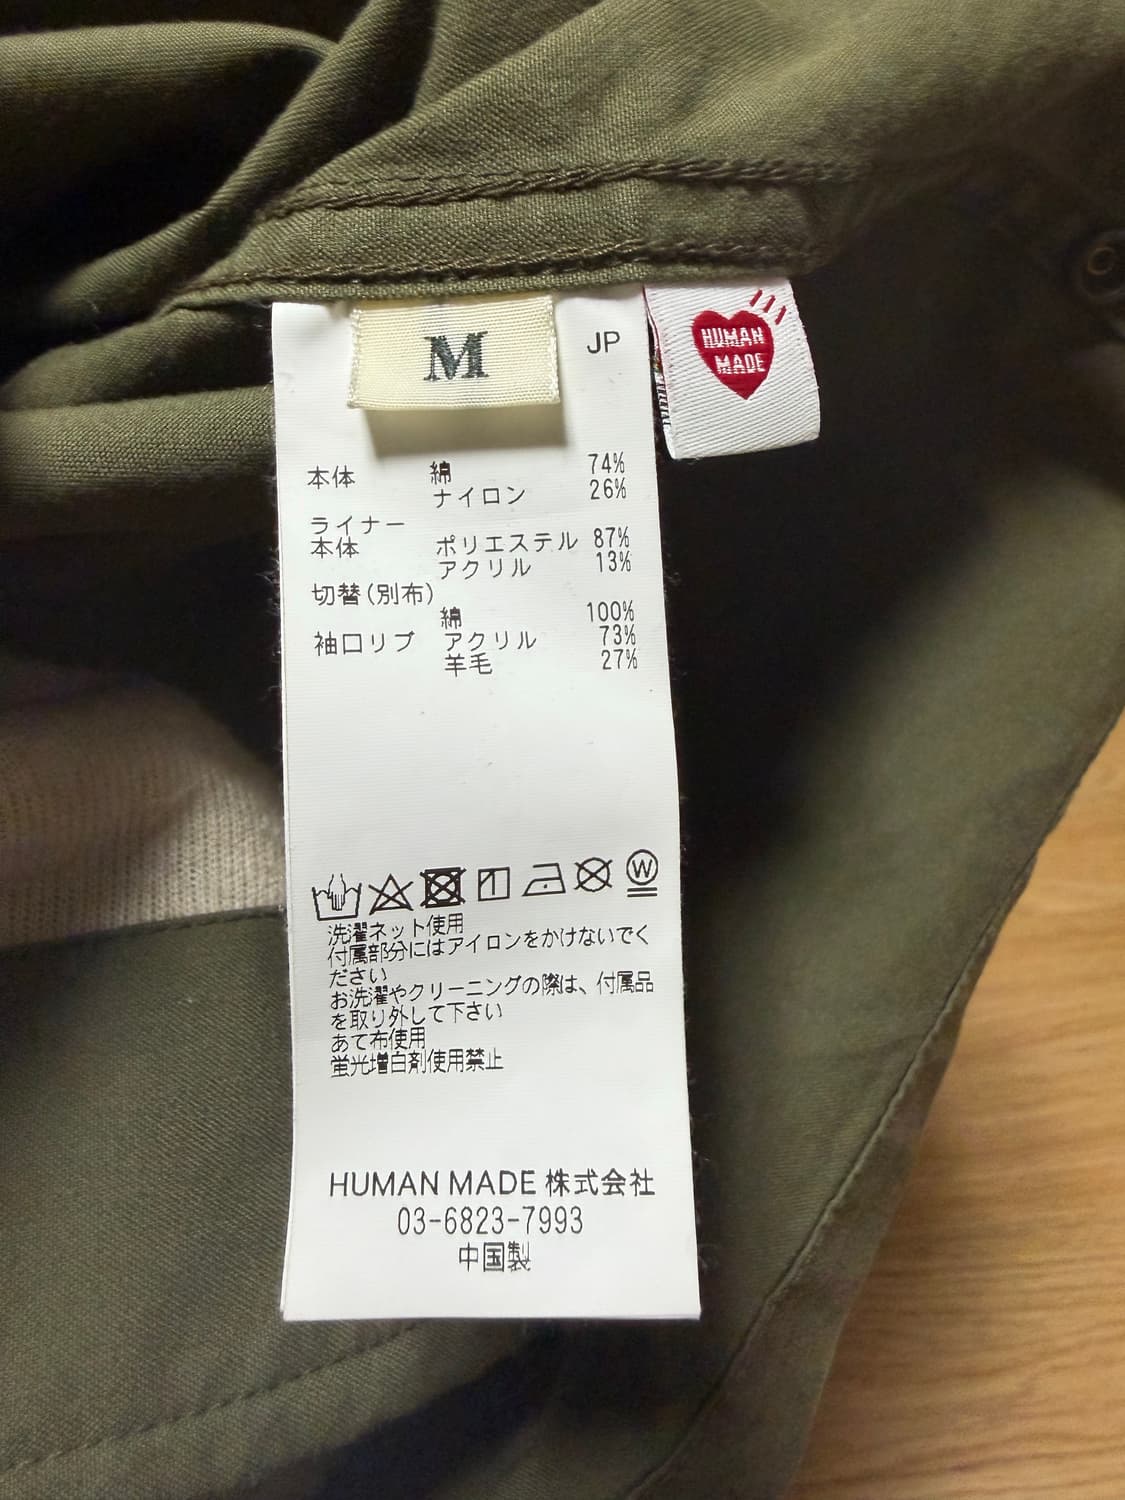 M
JP
HUMAN
MADE
本体 綿 74%
ナイロン 26%
ライナー
本体 ポリエステル 87%
アクリル 13%
切替(別布)
綿 100%
袖口リブ アクリル 73%
羊毛 27%
W
洗濯ネット使用
付属部分にはアイロンをかけないでく
ださい
お洗濯やクリーニングの際は、付属品
を取り外して下さい
あて布使用
蛍光増白剤使用禁止
HUMAN MADE 株式会社
03-6823-7993
中国製